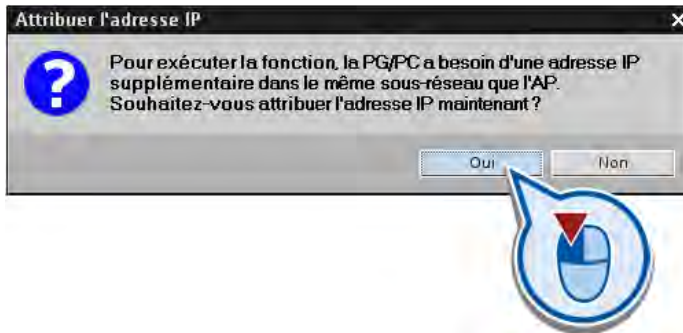 Attribuer l'adresse IP
Pour exécuter la fonction, la PG/PC a besoin d'une adresse IP
supplémentaire dans le même sous-réseau que l'AP.
Souhaitez-vous attribuer l'adresse IP maintenant ?
Oui
Non